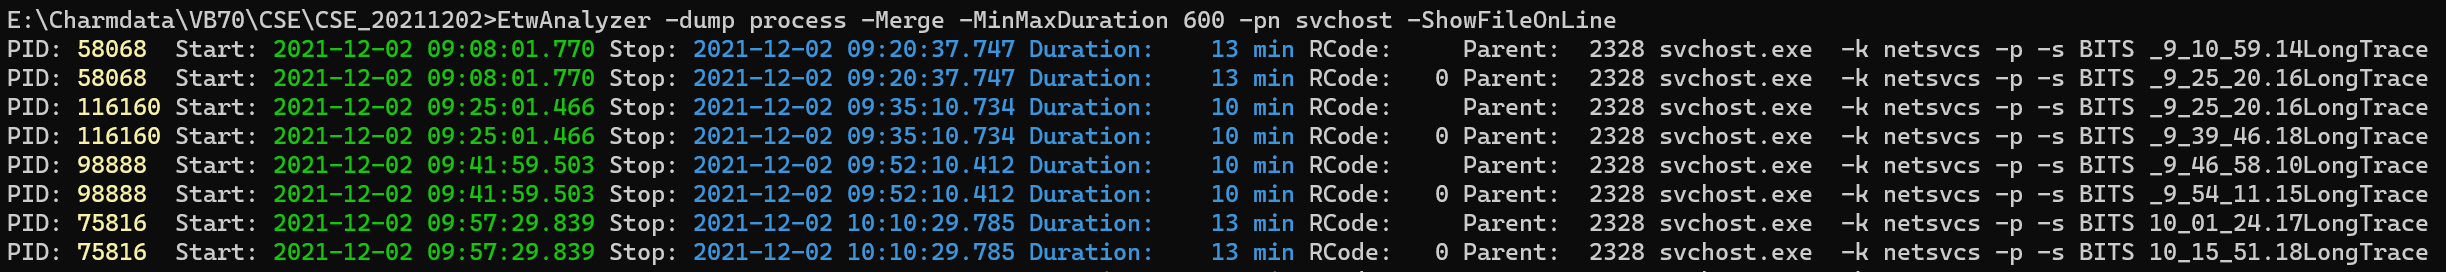 E:\Charmdata\VB70\CSE\CSE_20211202>EtwAnalyzer -dump process -Merge -MinMaxDuration 600 -pn svchost -ShowFileOnLine
PID: 58068  Start: 2021-12-02 09:08:01.770 Stop: 2021-12-02 09:20:37.747 Duration:    13 min RCode:     Parent:  2328 svchost.exe  -k netsvcs -p -s BITS _9_10_59.14LongTrace
PID: 58068  Start: 2021-12-02 09:08:01.770 Stop: 2021-12-02 09:20:37.747 Duration:    13 min RCode:   0 Parent:  2328 svchost.exe  -k netsvcs -p -s BITS _9_25_20.16LongTrace
PID: 116160 Start: 2021-12-02 09:25:01.466 Stop: 2021-12-02 09:35:10.734 Duration:    10 min RCode:     Parent:  2328 svchost.exe  -k netsvcs -p -s BITS _9_25_20.16LongTrace
PID: 116160 Start: 2021-12-02 09:25:01.466 Stop: 2021-12-02 09:35:10.734 Duration:    10 min RCode:   0 Parent:  2328 svchost.exe  -k netsvcs -p -s BITS _9_39_46.18LongTrace
PID: 98888  Start: 2021-12-02 09:41:59.503 Stop: 2021-12-02 09:52:10.412 Duration:    10 min RCode:     Parent:  2328 svchost.exe  -k netsvcs -p -s BITS _9_46_58.10LongTrace
PID: 98888  Start: 2021-12-02 09:41:59.503 Stop: 2021-12-02 09:52:10.412 Duration:    10 min RCode:   0 Parent:  2328 svchost.exe  -k netsvcs -p -s BITS _9_54_11.15LongTrace
PID: 75816  Start: 2021-12-02 09:57:29.839 Stop: 2021-12-02 10:10:29.785 Duration:    13 min RCode:     Parent:  2328 svchost.exe  -k netsvcs -p -s BITS 10_01_24.17LongTrace
PID: 75816  Start: 2021-12-02 09:57:29.839 Stop: 2021-12-02 10:10:29.785 Duration:    13 min RCode:   0 Parent:  2328 svchost.exe  -k netsvcs -p -s BITS 10_15_51.18LongTrace